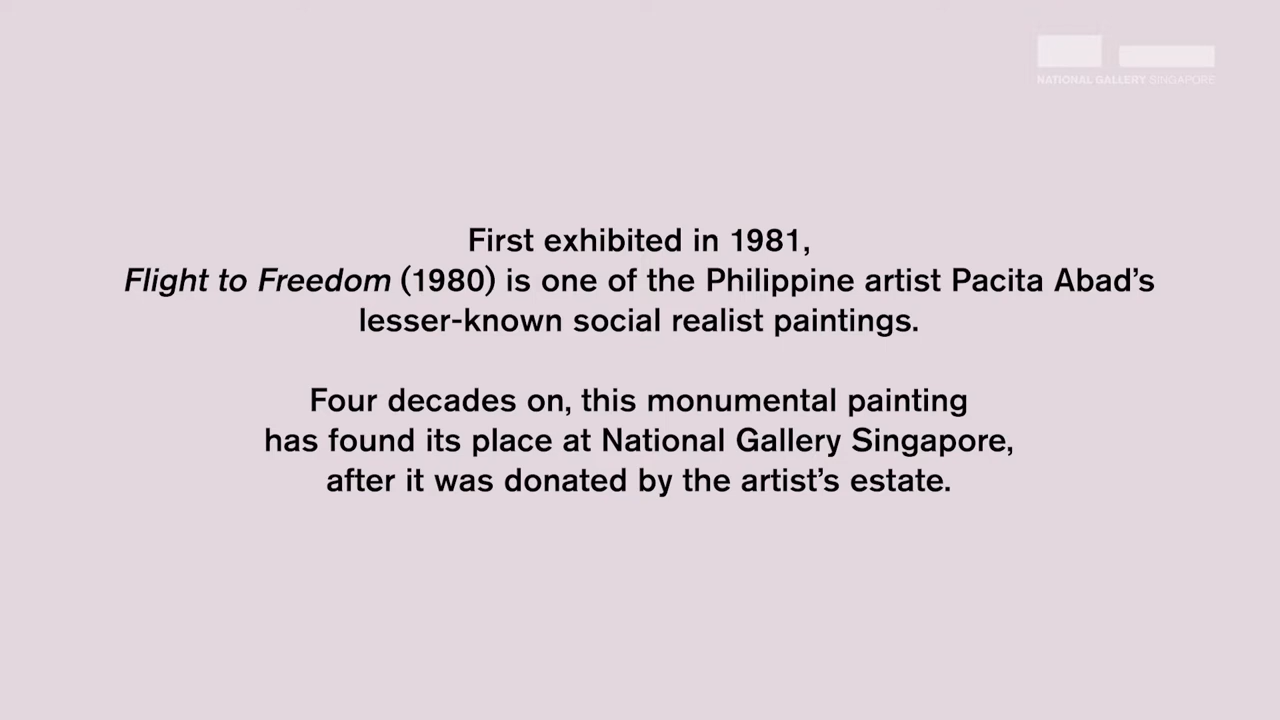 NATIONAL GALLERY SINGAPORE
First exhibited in 1981,
Flight to Freedom (1980) is one of the Philippine artist Pacita Abad’s
lesser-known social realist paintings.
Four decades on, this monumental painting
has found its place at National Gallery Singapore,
after it was donated by the artist’s estate.